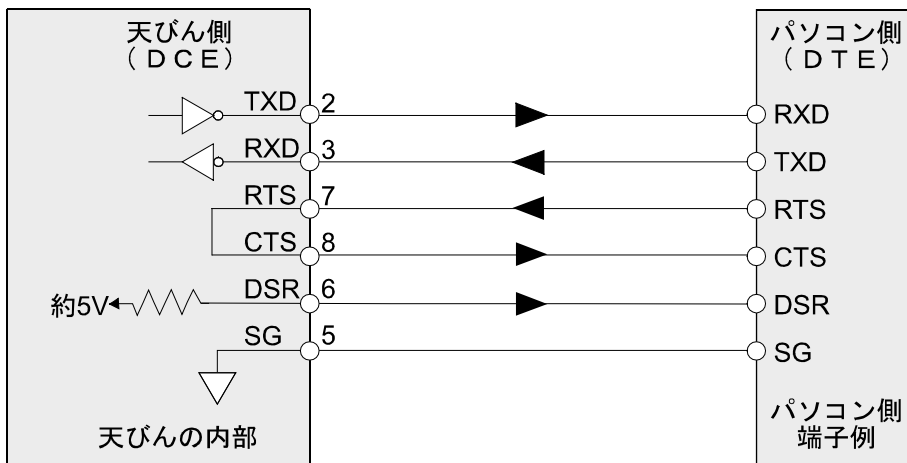 天びん側
(ＤＣＥ)
パソコン側
(ＤＴＥ)
TXD 2 RXD
RXD 3 TXD
RTS 7 RTS
CTS 8 CTS
約5V DSR 6 DSR
SG 5 SG
天びんの内部
パソコン側
端子例